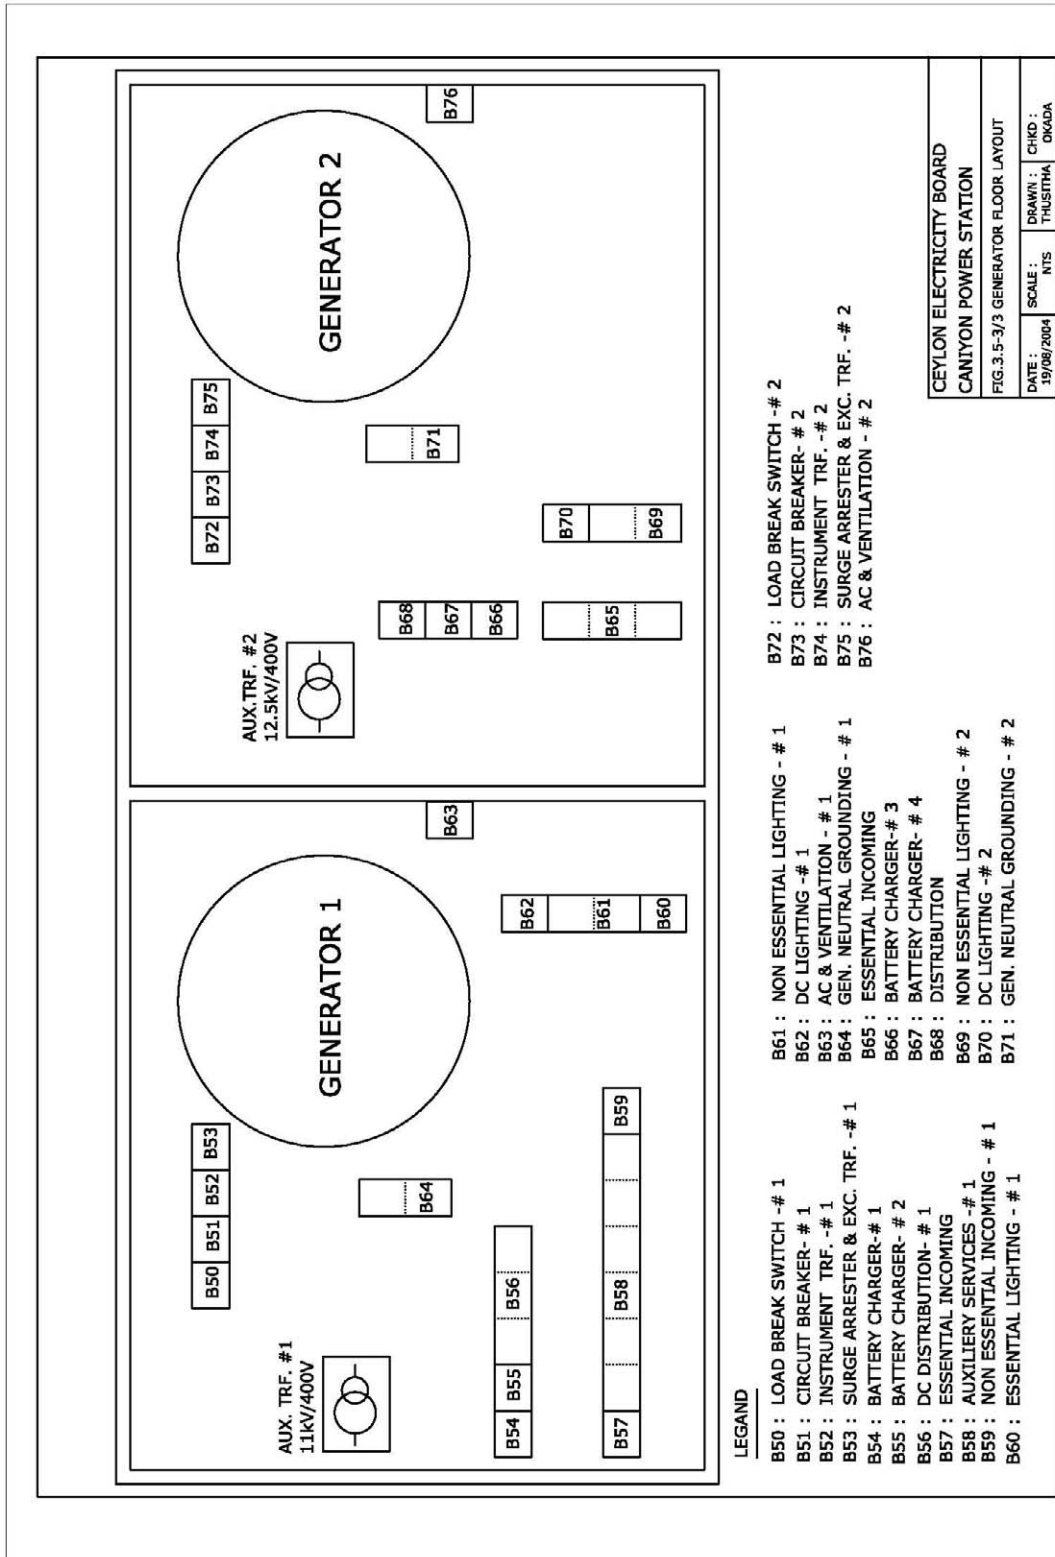 AUX. TRF. #1
11kV/400V
B50 B51 B52 B53
GENERATOR 1
B64
B54 B55 B56
B57 B58 B59
B62
B61
B60
B63
AUX.TRF. #2
12.5kV/400V
B72 B73 B74 B75
GENERATOR 2
B76
B71
B68
B67
B66
B65
B70
B69
LEGAND
B50 : LOAD BREAK SWITCH -# 1
B51 : CIRCUIT BREAKER- # 1
B52 : INSTRUMENT TRF. -# 1
B53 : SURGE ARRESTER & EXC. TRF. -# 1
B54 : BATTERY CHARGER-# 1
B55 : BATTERY CHARGER- # 2
B56 : DC DISTRIBUTION- # 1
B57 : ESSENTIAL INCOMING
B58 : AUXILIERY SERVICES -# 1
B59 : NON ESSENTIAL INCOMING - # 1
B60 : ESSENTIAL LIGHTING - # 1
B61 : NON ESSENTIAL LIGHTING - # 1
B62 : DC LIGHTING -# 1
B63 : AC & VENTILATION - # 1
B64 : GEN. NEUTRAL GROUNDING - # 1
B65 : ESSENTIAL INCOMING
B66 : BATTERY CHARGER-# 3
B67 : BATTERY CHARGER- # 4
B68 : DISTRIBUTION
B69 : NON ESSENTIAL LIGHTING - # 2
B70 : DC LIGHTING -# 2
B71 : GEN. NEUTRAL GROUNDING - # 2
B72 : LOAD BREAK SWITCH -# 2
B73 : CIRCUIT BREAKER- # 2
B74 : INSTRUMENT TRF. -# 2
B75 : SURGE ARRESTER & EXC. TRF. -# 2
B76 : AC & VENTILATION - # 2
CEYLON ELECTRICITY BOARD
CANIYON POWER STATION
FIG.3.5-3/3 GENERATOR FLOOR LAYOUT
DATE : SCALE : DRAWN : CHKD :
19/08/2004 NTS THUSITHA OKADA